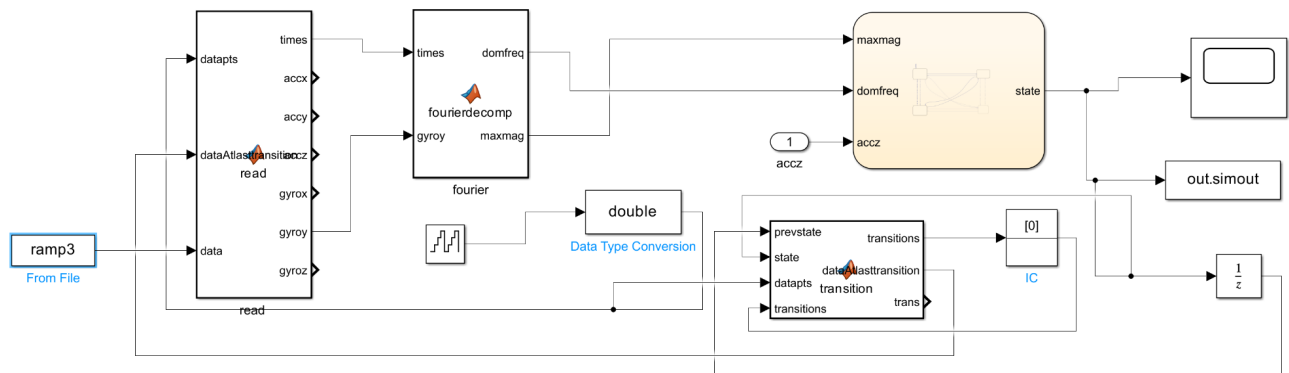 ramp3
From File
datapts
dataAtlasttransition
data
read
times
accx
accy
accz
gyrox
gyroy
gyroz
read
times
gyroy
fourierdecomp
domfreq
maxmag
fourier
double
Data Type Conversion
1
accz
maxmag
domfreq
accz
state
out.simout
prevstate
state
datapts
transitions
transition
transitions
dataAtlasttransition
trans
[0]
IC
1
z